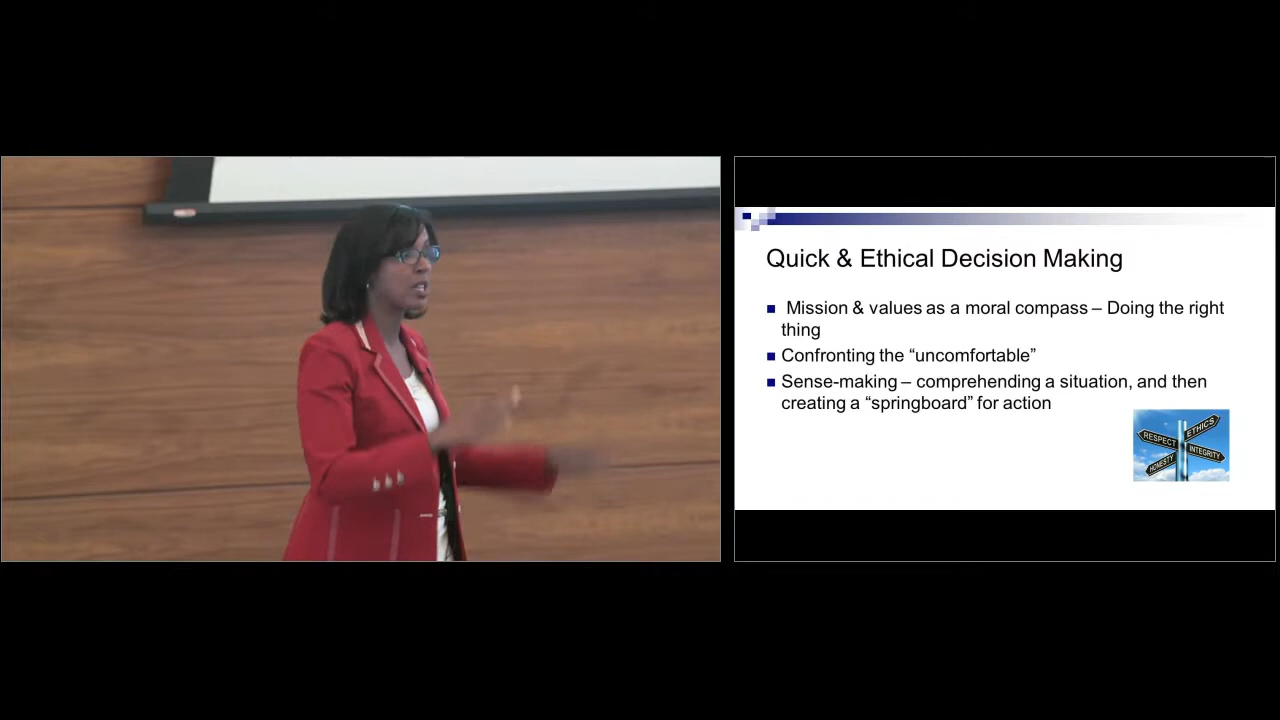 Quick & Ethical Decision Making
Mission & values as a moral compass – Doing the right
thing
Confronting the “uncomfortable”
Sense-making – comprehending a situation, and then
creating a “springboard” for action
RESPECT
ETHICS
HONESTY
INTEGRITY